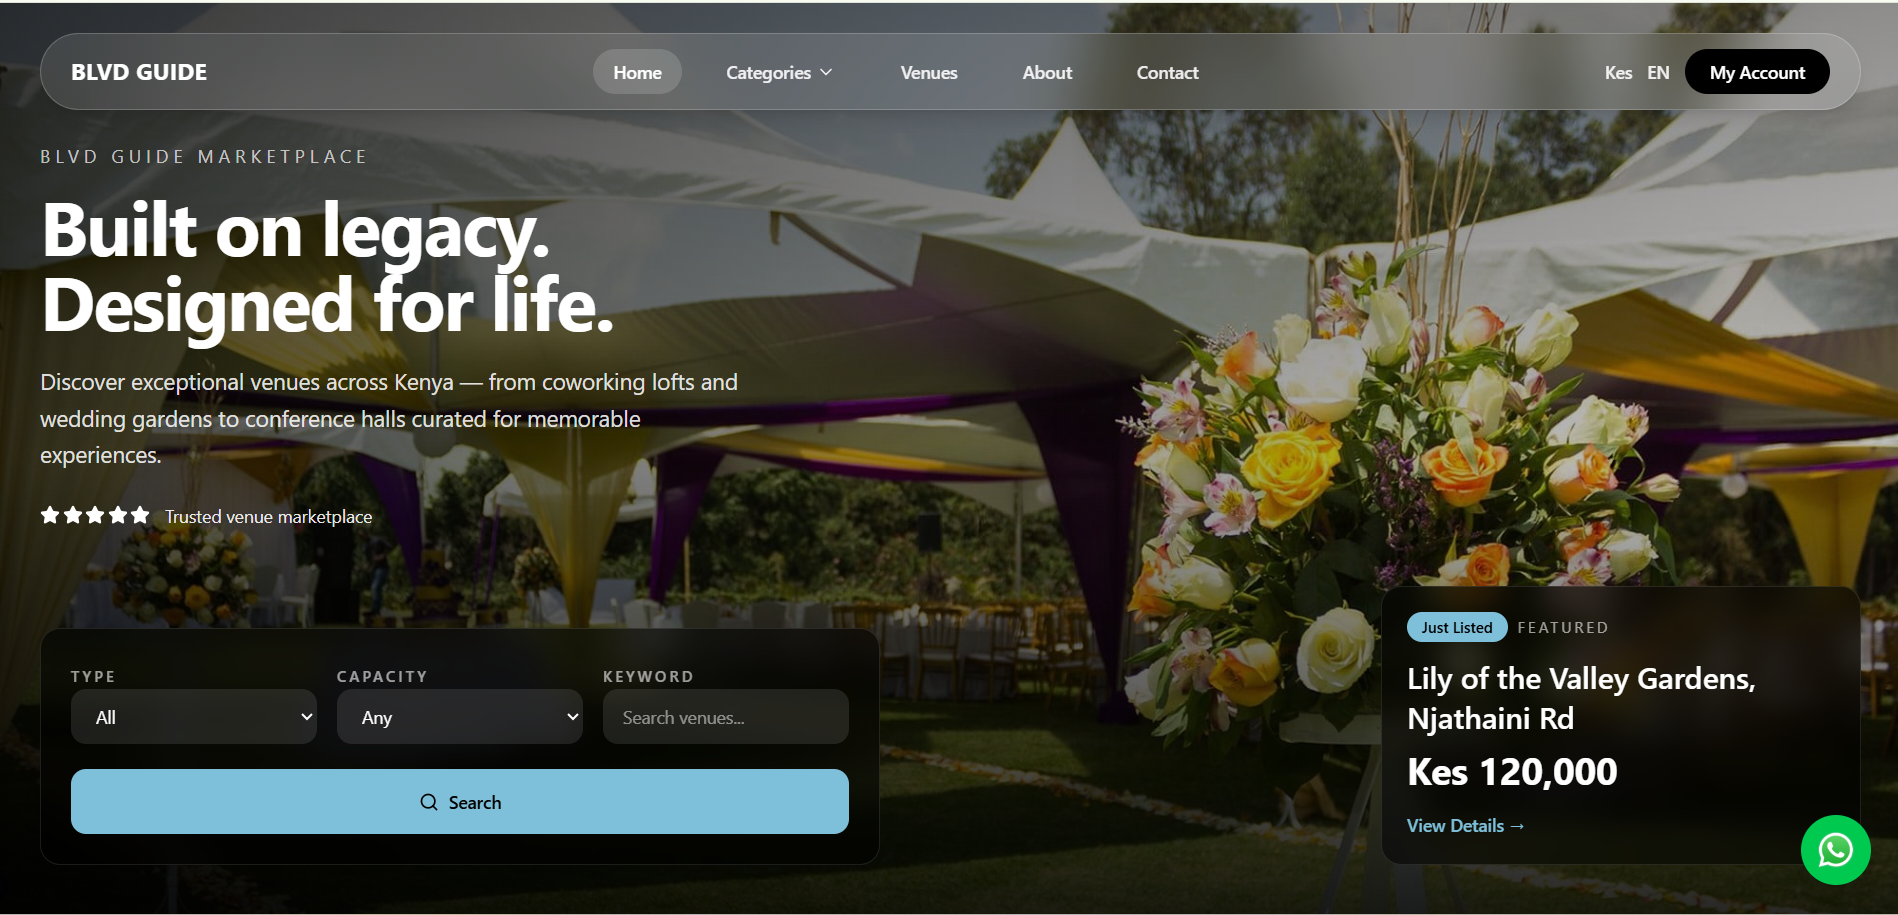 BLVD GUIDE
Home
Categories
Venues
About
Contact
Kes
EN
My Account
BLVD GUIDE MARKETPLACE
Built on legacy.
Designed for life.
Discover exceptional venues across Kenya — from coworking lofts and
wedding gardens to conference halls curated for memorable
experiences.
Trusted venue marketplace
TYPE
All
CAPACITY
Any
KEYWORD
Search venues...
Search
Just Listed
FEATURED
Lily of the Valley Gardens,
Njathaini Rd
Kes 120,000
View Details →